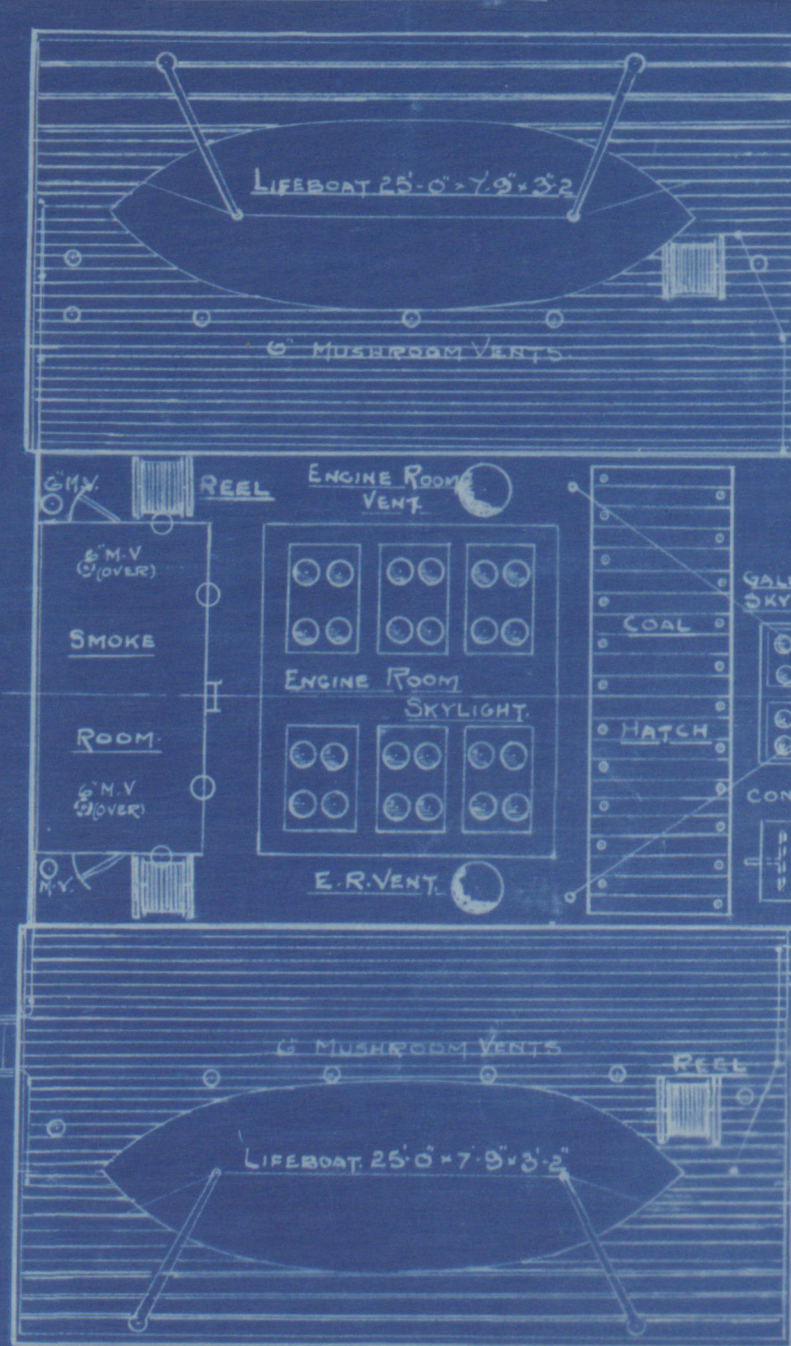 LIFEBOAT 25'-0" × 7'-9" × 3'-2
6" MUSHROOM VENTS.
6" M.V.
REEL
ENGINE ROOM
VENT.
6" M.V
(OVER)
SMOKE
ROOM.
6" M.V
(OVER)
M.V.
ENGINE ROOM
SKYLIGHT.
E.R. VENT.
COAL
HATCH
6" MUSHROOM VENTS
REEL
LIFEBOAT. 25'-0" × 7'-9" × 3'-2"